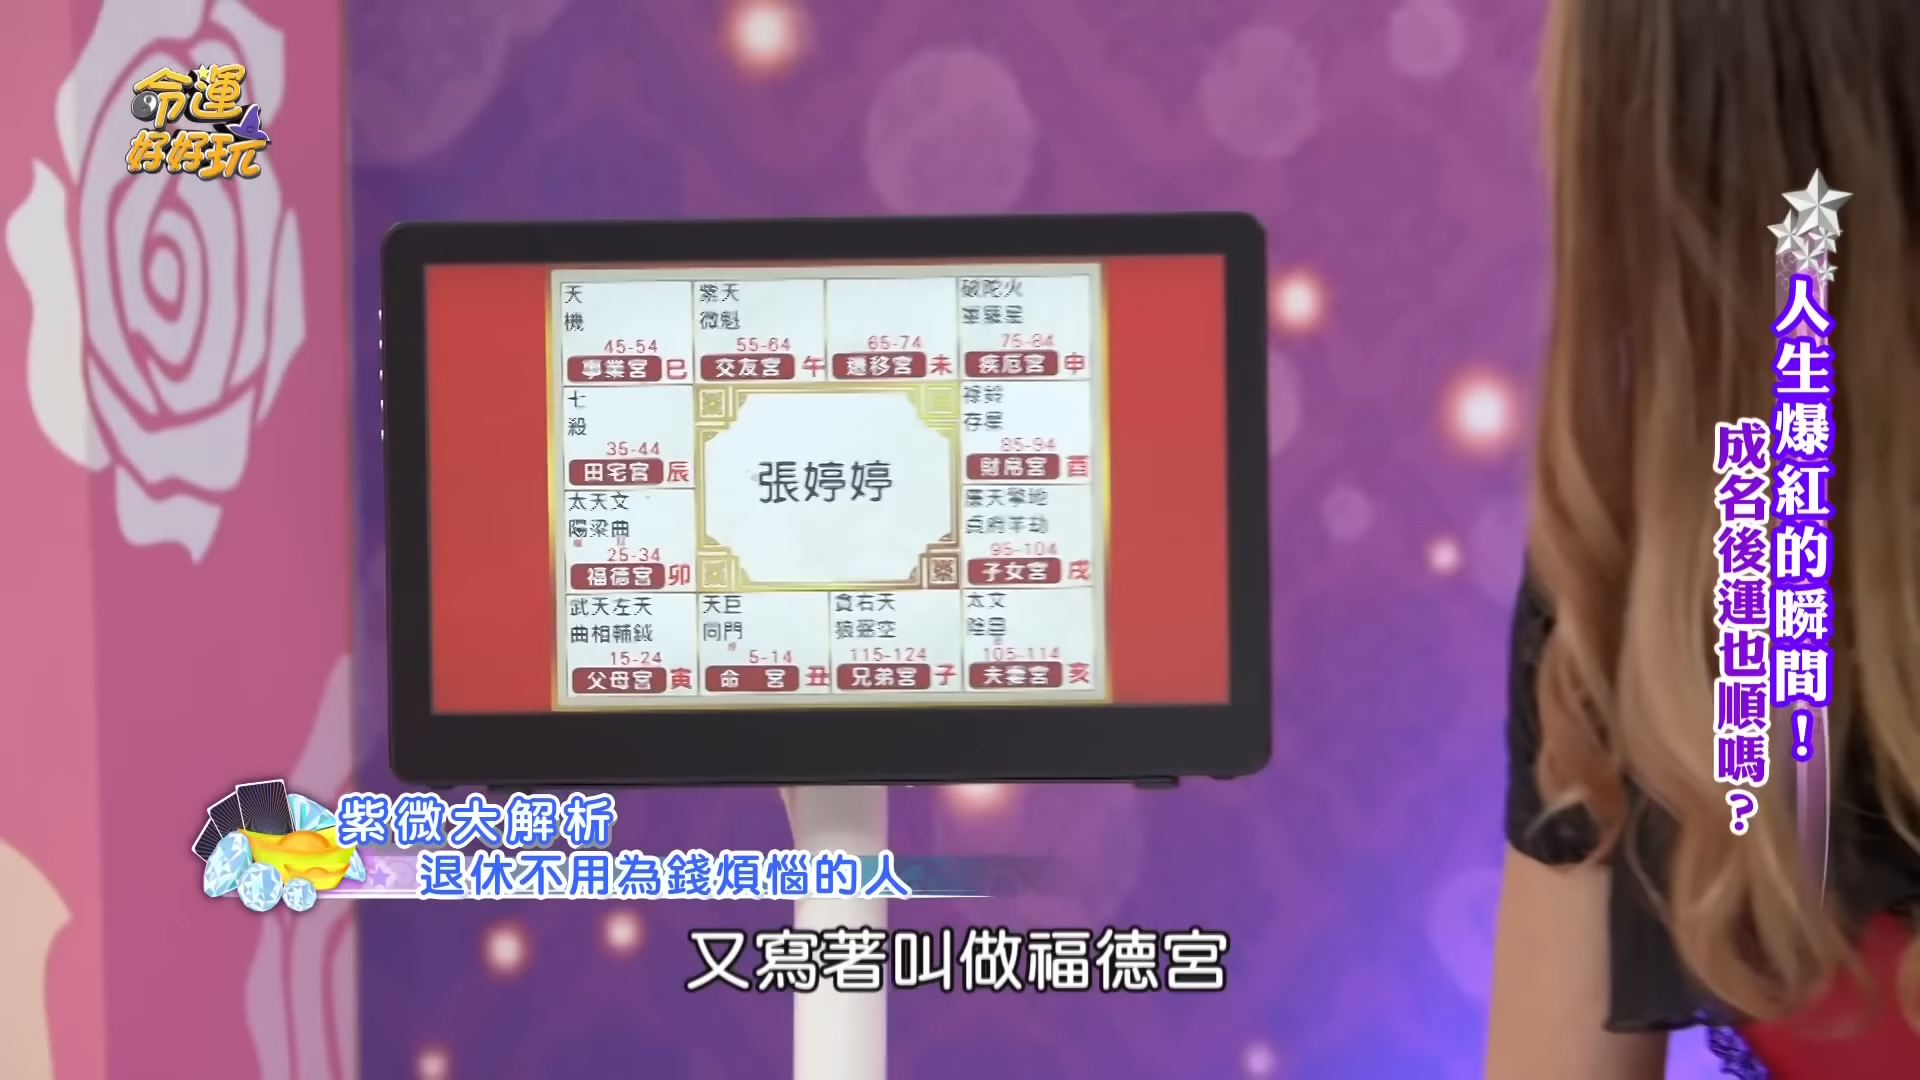 命運
好好玩
人生爆紅的瞬間！
成名後運也順嗎？
天
機
45-54
事業宮 巳
紫天
微魁
55-64
交友宮 午
65-74
遷移宮 未
破陀火
軍羅星
75-84
疾厄宮 申
七
殺
35-44
田宅宮 辰
張婷婷
祿鈴
存星
85-94
財帛宮 酉
太天文
陽梁曲
25-34
福德宮 卯
廉天擎地
貞府羊劫
95-104
子女宮 戌
武天左天
曲相輔鉞
15-24
父母宮 寅
天巨
同門
5-14
命宮 丑
貪右天
狼弼空
115-124
兄弟宮 子
太文
陰昌
105-114
夫妻宮 亥
紫微大解析
退休不用為錢煩惱的人
又寫著叫做福德宮